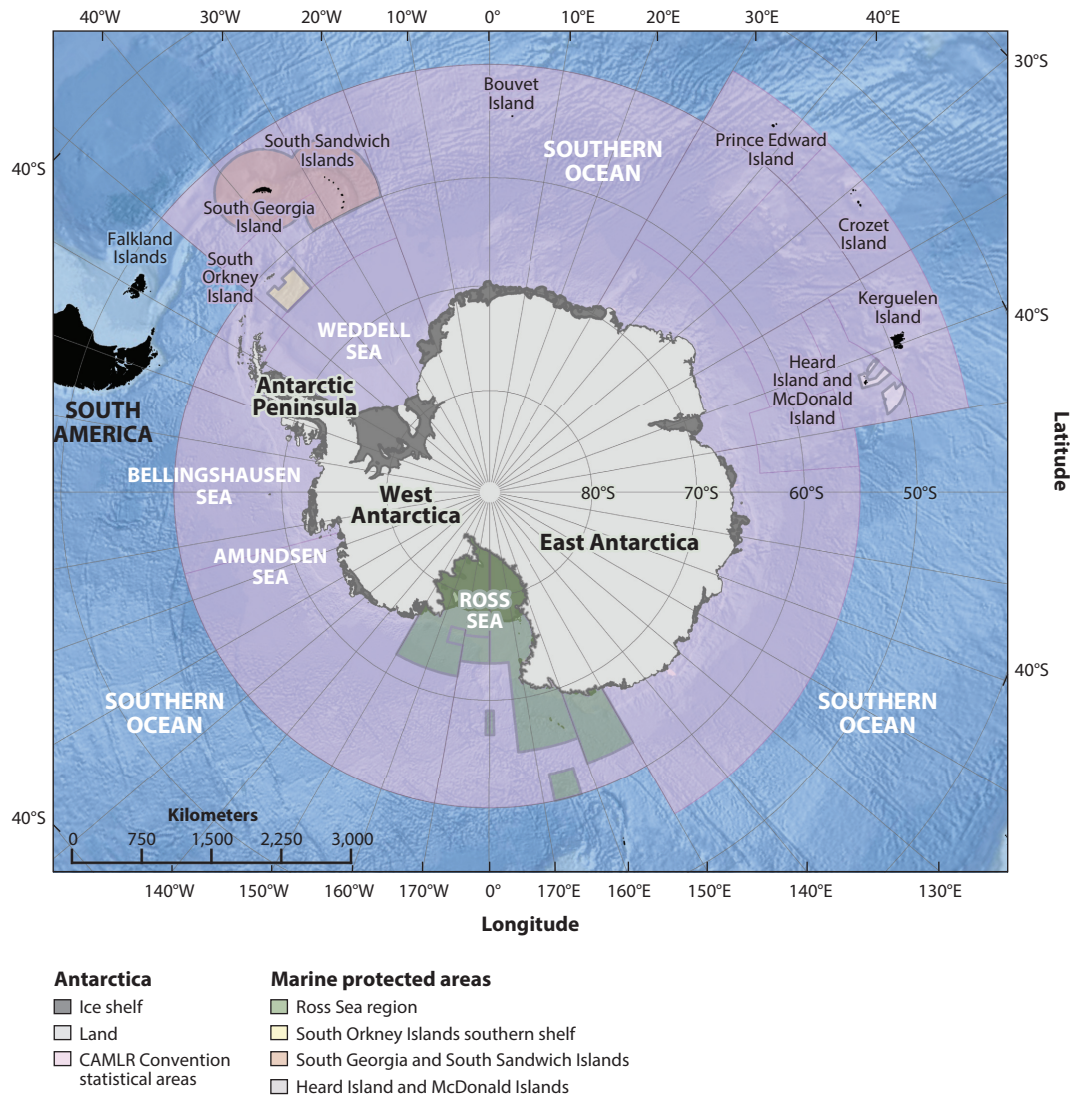 40°W 30°W 20°W 10°W 0° 10°E 20°E 30°E 40°E
30°S
Bouvet
Island
South Sandwich
Islands
SOUTHERN
OCEAN
Prince Edward
Island
40°S
South Georgia
Island
Crozet
Island
Falkland
Islands
South
Orkney
Island
Kerguelen
Island
40°S
WEDDELL
SEA
Heard
Island and
McDonald
Island
Antarctic
Peninsula
SOUTH
AMERICA
Latitude
BELLINGSHAUSEN
SEA
West
Antarctica
80°S 70°S 60°S 50°S
East Antarctica
AMUNDSEN
SEA
ROSS
SEA
40°S
SOUTHERN
OCEAN
SOUTHERN
OCEAN
40°S
Kilometers
0 750 1,500 2,250 3,000
140°W 150°W 160°W 170°W 0° 170°E 160°E 150°E 140°E 130°E
Longitude
Antarctica
Ice shelf
Land
CAMLR Convention
statistical areas
Marine protected areas
Ross Sea region
South Orkney Islands southern shelf
South Georgia and South Sandwich Islands
Heard Island and McDonald Islands